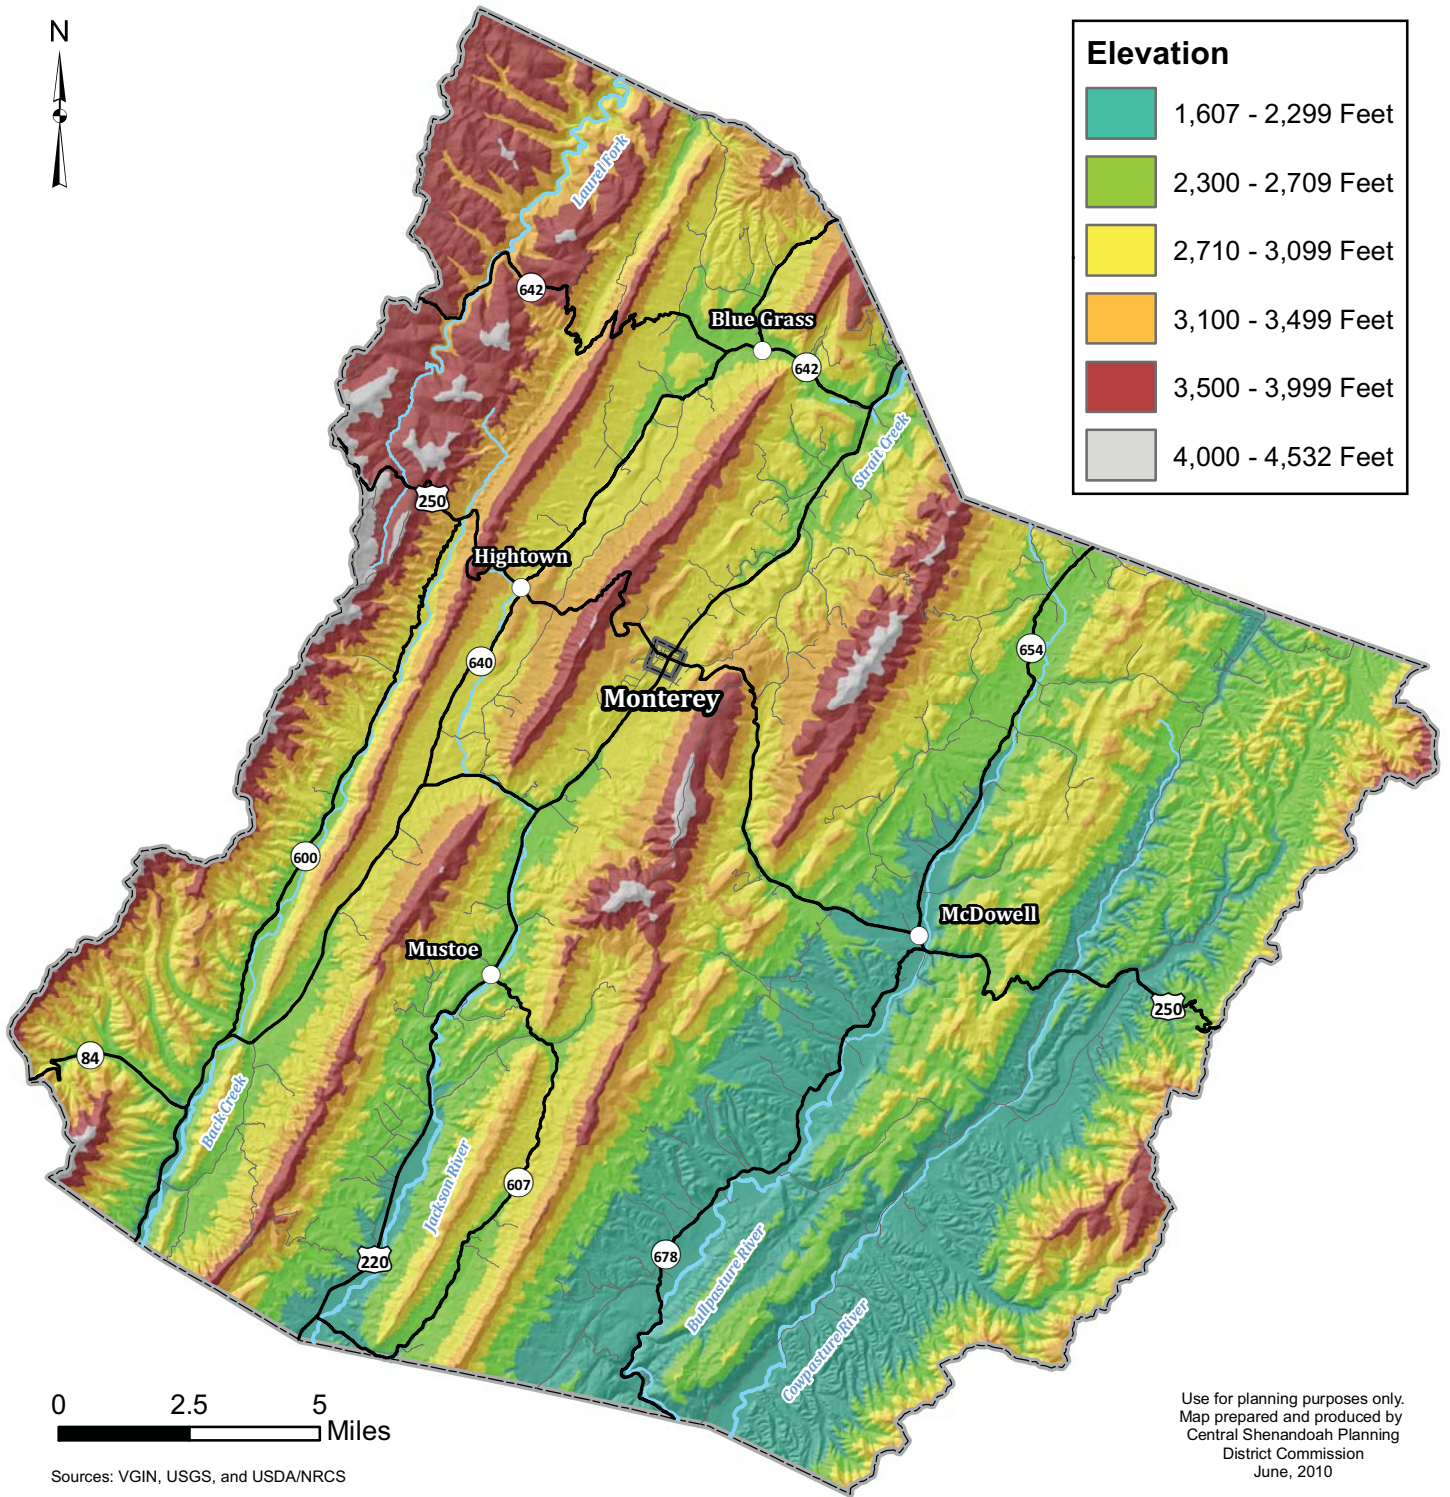 N
Elevation
1,607 - 2,299 Feet
2,300 - 2,709 Feet
2,710 - 3,099 Feet
3,100 - 3,499 Feet
3,500 - 3,999 Feet
4,000 - 4,532 Feet
Laurel Fork
642
Blue Grass
642
Strait Creek
250
Hightown
640
654
Monterey
600
McDowell
Mustoe
250
84
Back Creek
Jackson River
607
220
678
Bullpasture River
Cowpasture River
0 2.5 5
Miles
Sources: VGIN, USGS, and USDA/NRCS
Use for planning purposes only.
Map prepared and produced by
Central Shenandoah Planning
District Commission
June, 2010